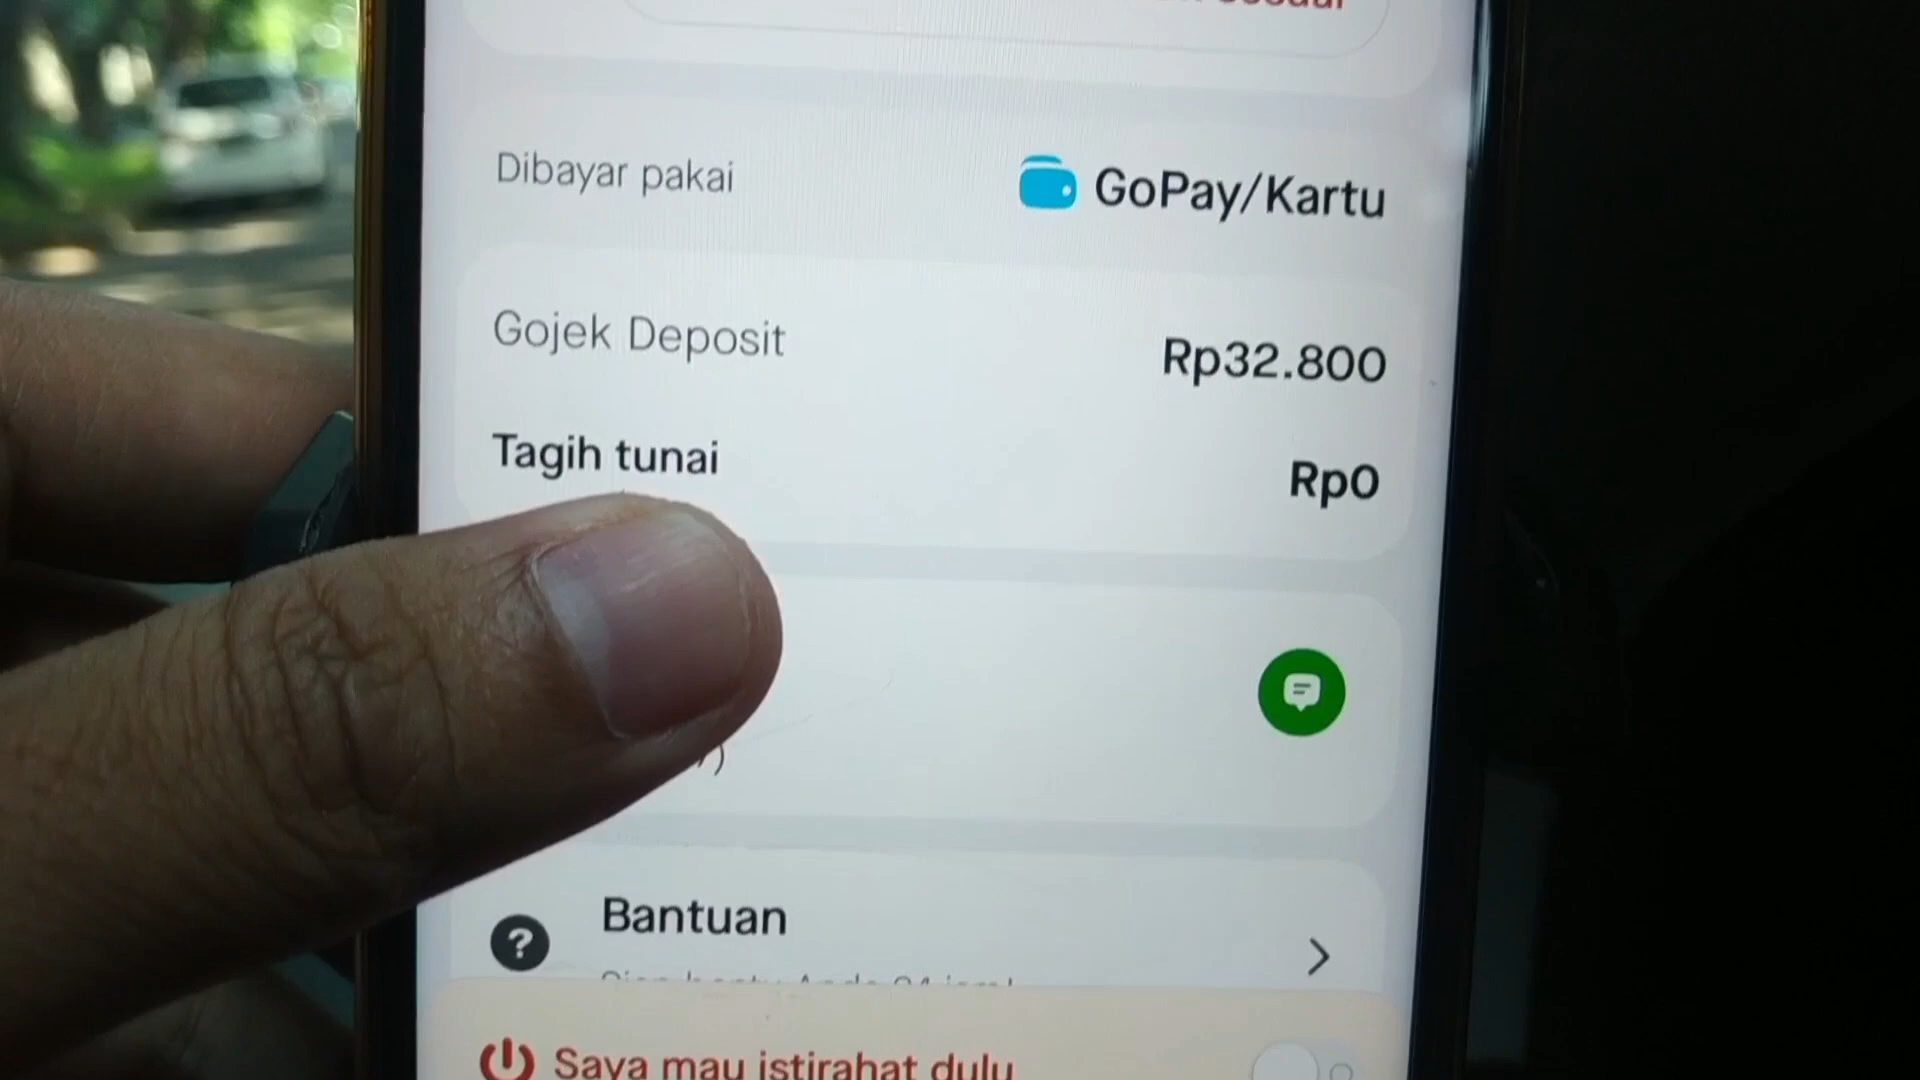 Dibayar pakai
GoPay/Kartu
Gojek Deposit
Rp32.800
Tagih tunai
Rp0
Bantuan
Saya mau istirahat dulu